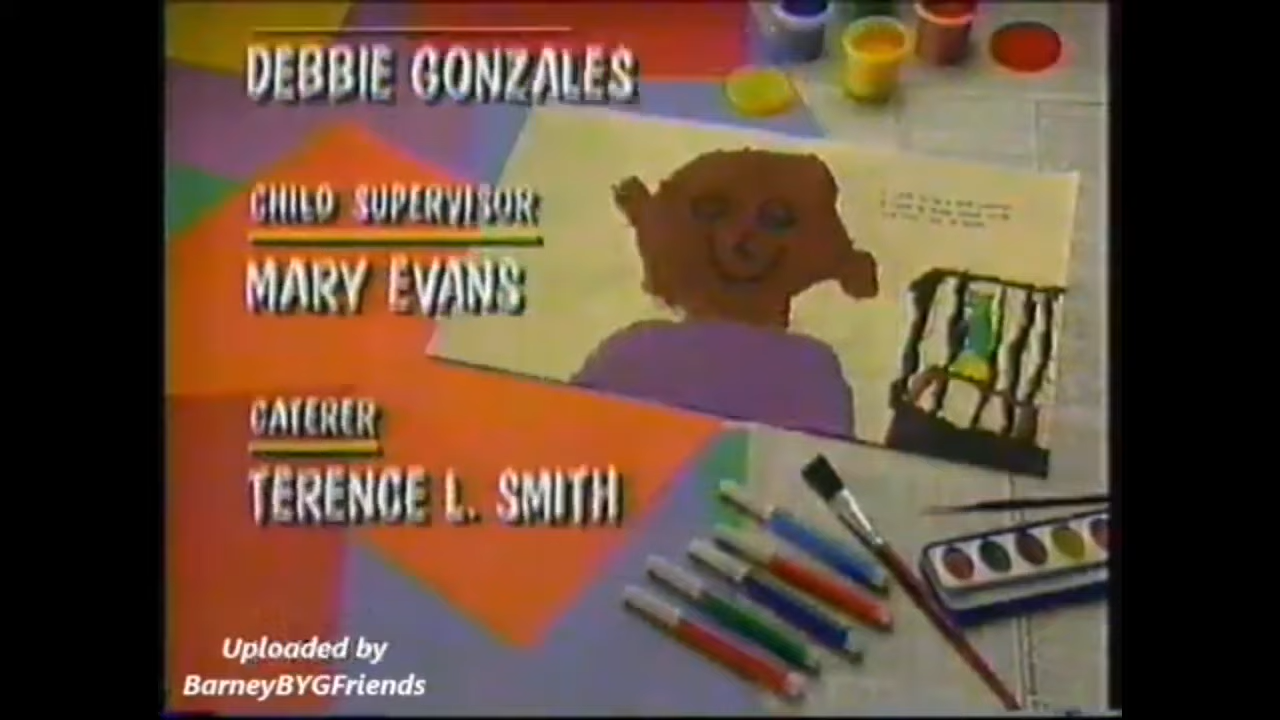 DEBBIE GONZALES
CHILD SUPERVISOR
MARY EVANS
CATERER
TERENCE L. SMITH
Uploaded by
BarneyBYGFriends